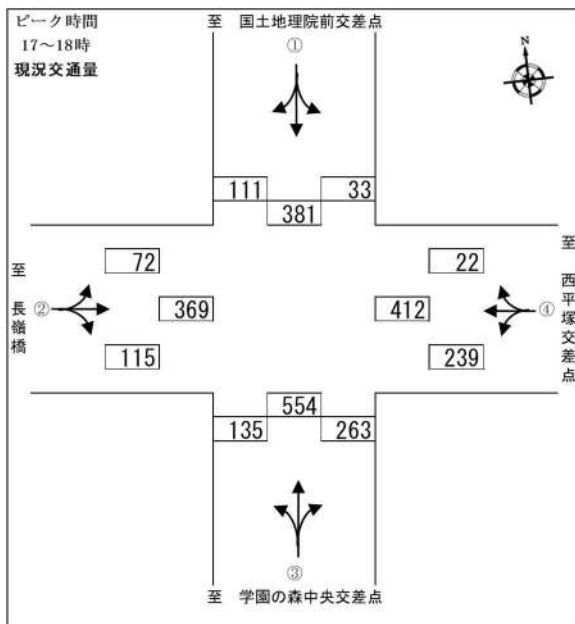 ピーク時間
17～18時
現況交通量
至 国土地理院前交差点
①
N
111
33
381
72
22
至 長嶺橋
②
369
412
④
至 西平塚交差点
115
239
554
135
263
③
至 学園の森中央交差点